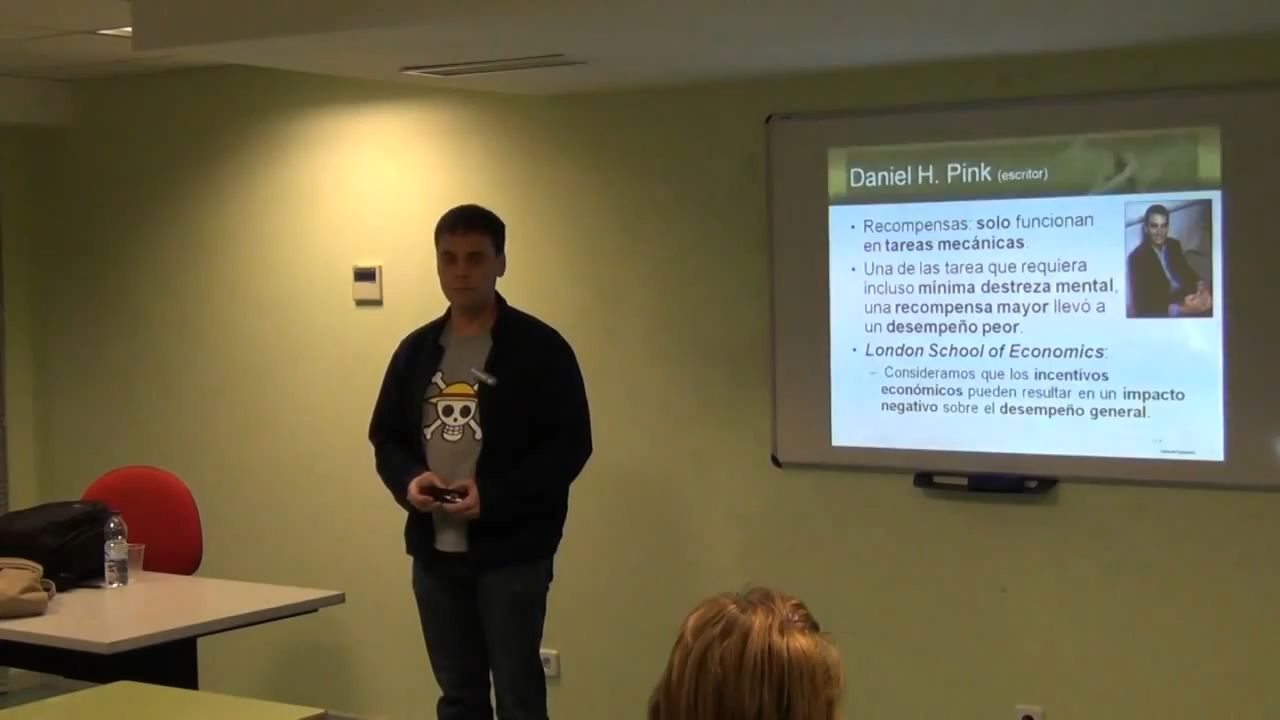 Daniel H. Pink (escritor)
• Recompensas: solo funcionan
en tareas mecánicas.
• Una de las tarea que requiera
incluso mínima destreza mental,
una recompensa mayor llevó a
un desempeño peor.
• London School of Economics:
– Consideramos que los incentivos
económicos pueden resultar en un impacto
negativo sobre el desempeño general.